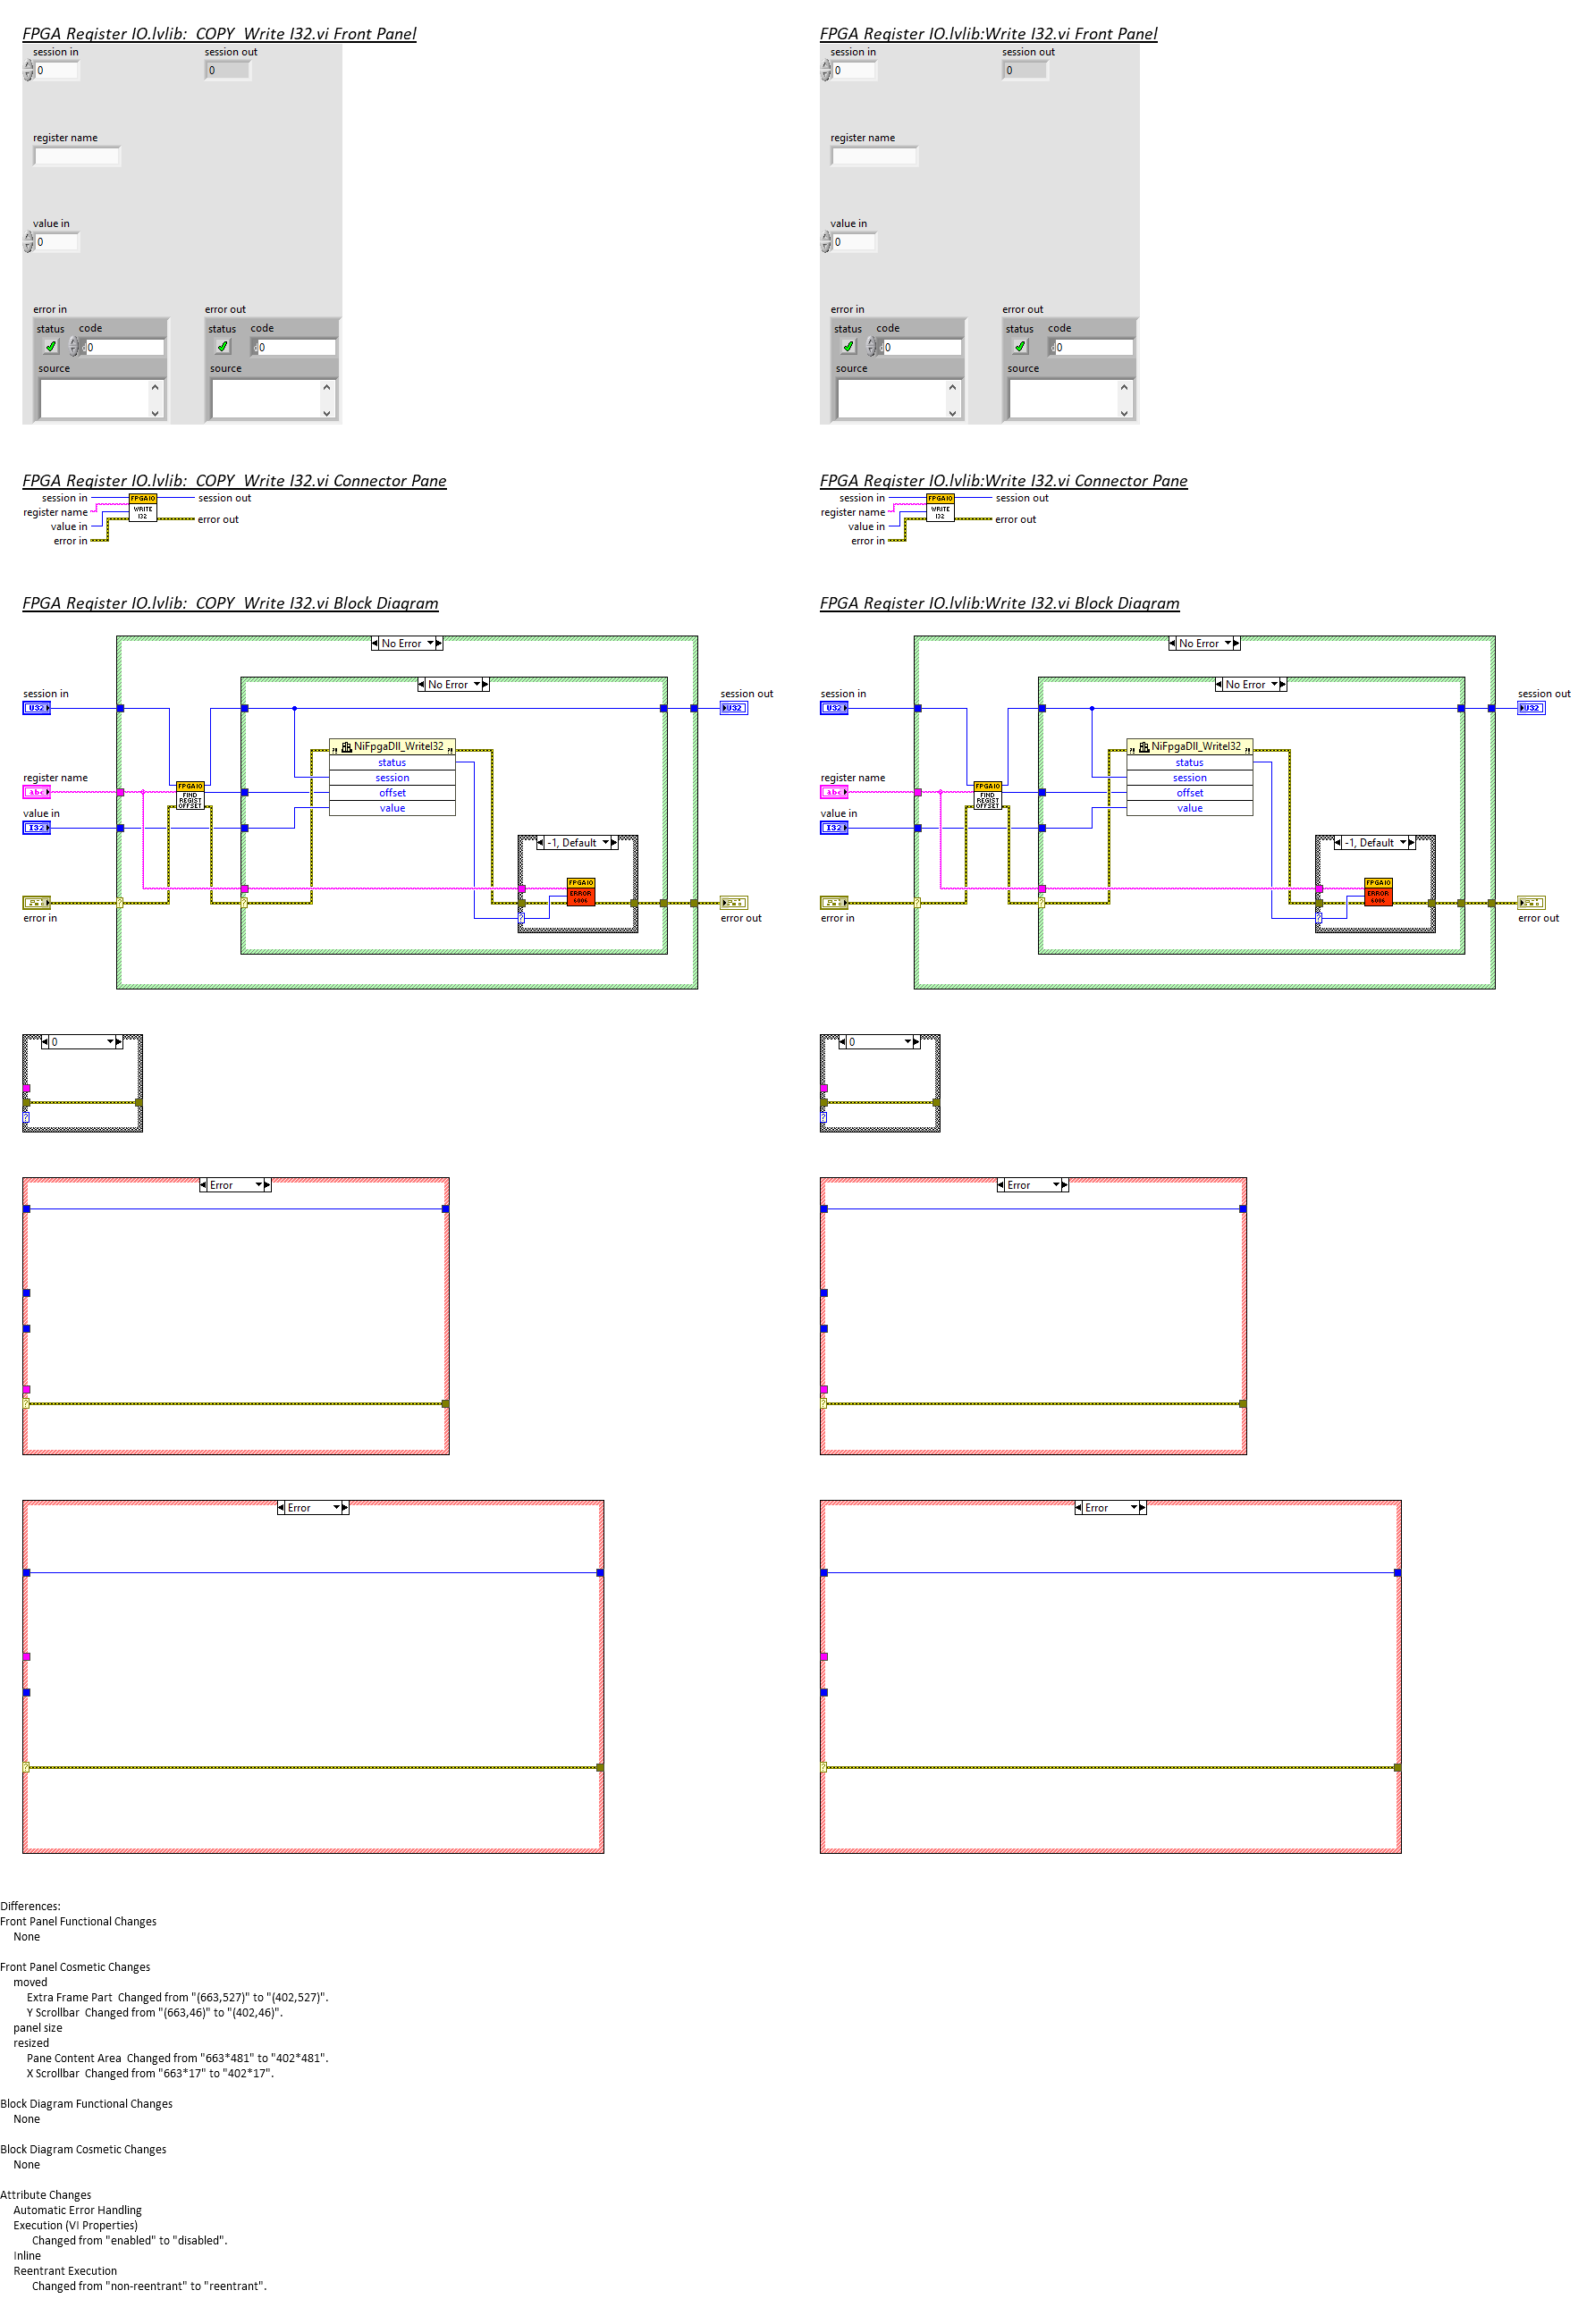 FPGA Register IO.lvlib:  COPY  Write I32.vi Front Panel
session in
0
session out
0
register name
value in
0
error in
status
code
0
source
error out
status
code
0
source
FPGA Register IO.lvlib:Write I32.vi Front Panel
session in
0
session out
0
register name
value in
0
error in
status
code
0
source
error out
status
code
0
source
FPGA Register IO.lvlib:  COPY  Write I32.vi Connector Pane
session in
register name
value in
error in
FPGAIO
WRITE
I32
session out
error out
FPGA Register IO.lvlib:Write I32.vi Connector Pane
session in
register name
value in
error in
FPGAIO
WRITE
I32
session out
error out
FPGA Register IO.lvlib:  COPY  Write I32.vi Block Diagram
No Error
No Error
session in
U32
session out
U32
NiFpgaDll_WriteI32
status
session
offset
value
register name
abc
FPGAIO
FIND
REGIST
OFFSET
value in
I32
-1, Default
FPGAIO
ERROR
6006
error in
error out
FPGA Register IO.lvlib:Write I32.vi Block Diagram
No Error
No Error
session in
U32
session out
U32
NiFpgaDll_WriteI32
status
session
offset
value
register name
abc
FPGAIO
FIND
REGIST
OFFSET
value in
I32
-1, Default
FPGAIO
ERROR
6006
error in
error out
0
0
Error
Error
Error
Error
Differences:
Front Panel Functional Changes
None
Front Panel Cosmetic Changes
moved
Extra Frame Part  Changed from "(663,527)" to "(402,527)".
Y Scrollbar  Changed from "(663,46)" to "(402,46)".
panel size
resized
Pane Content Area  Changed from "663*481" to "402*481".
X Scrollbar  Changed from "663*17" to "402*17".
Block Diagram Functional Changes
None
Block Diagram Cosmetic Changes
None
Attribute Changes
Automatic Error Handling
Execution (VI Properties)
Changed from "enabled" to "disabled".
Inline
Reentrant Execution
Changed from "non-reentrant" to "reentrant".